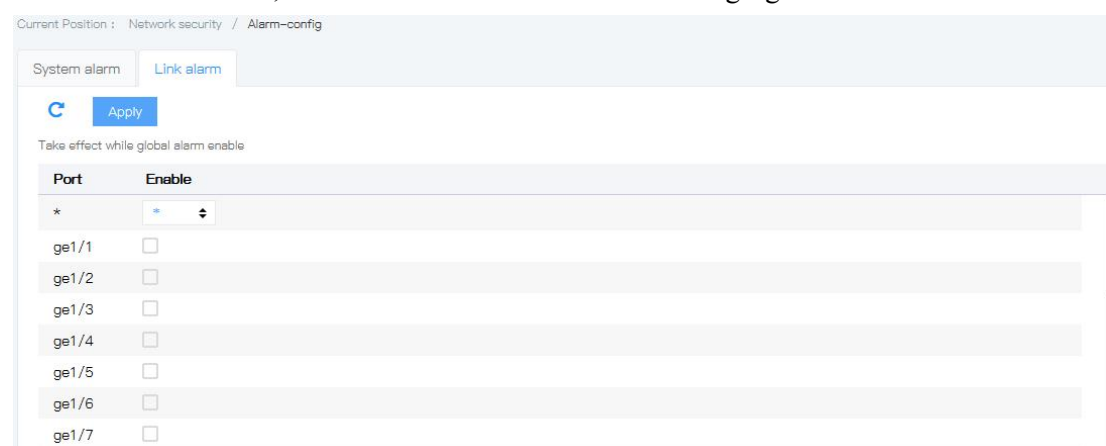 Current Position : Network security / Alarm-config
System alarm Link alarm
Apply
Take effect while global alarm enable
Port Enable
* *
ge1/1
ge1/2
ge1/3
ge1/4
ge1/5
ge1/6
ge1/7